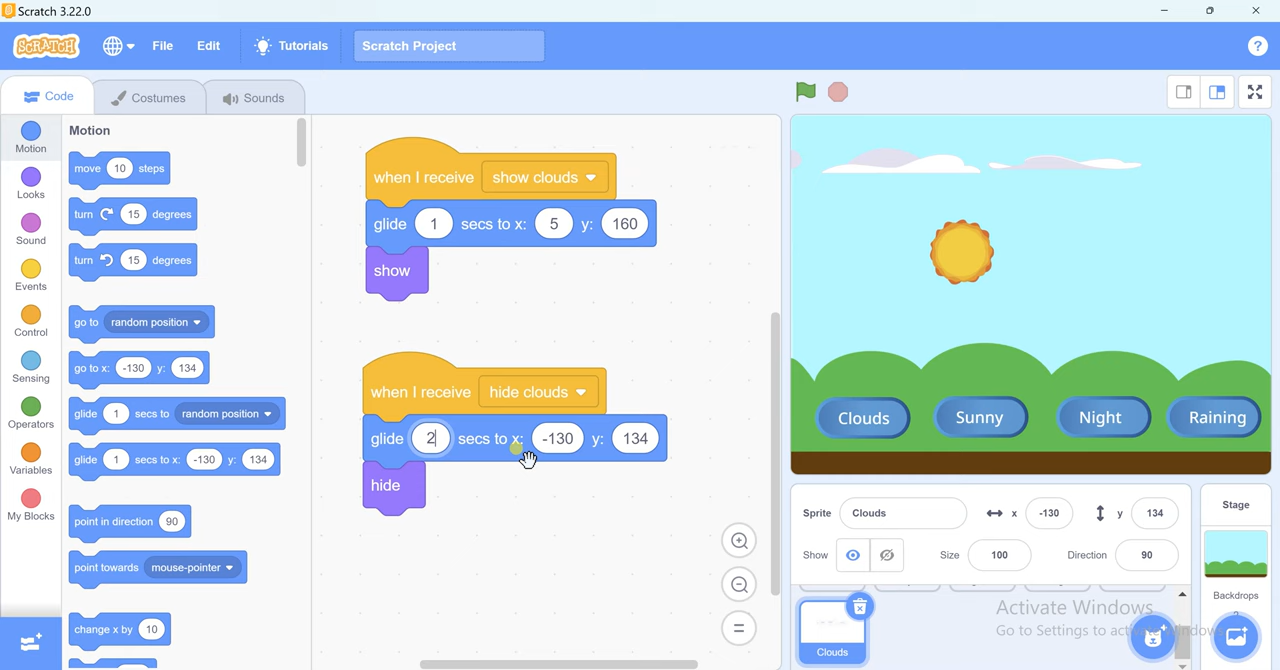 Scratch 3.22.0
SCRATCH File Edit Tutorials Scratch Project ?
Code Costumes Sounds
Motion
Looks
Sound
Events
Control
Sensing
Operators
Variables
My Blocks
Motion
move 10 steps
turn 15 degrees
turn 15 degrees
go to random position
go to x: -130 y: 134
glide 1 secs to random position
glide 1 secs to x: -130 y: 134
point in direction 90
point towards mouse-pointer
change x by 10
when I receive show clouds
glide 1 secs to x: 5 y: 160
show
when I receive hide clouds
glide 2 secs to x: -130 y: 134
hide
Clouds Sunny Night Raining
Sprite Clouds x -130 y 134
Show Size 100 Direction 90
Clouds
Stage
Backdrops
Activate Windows